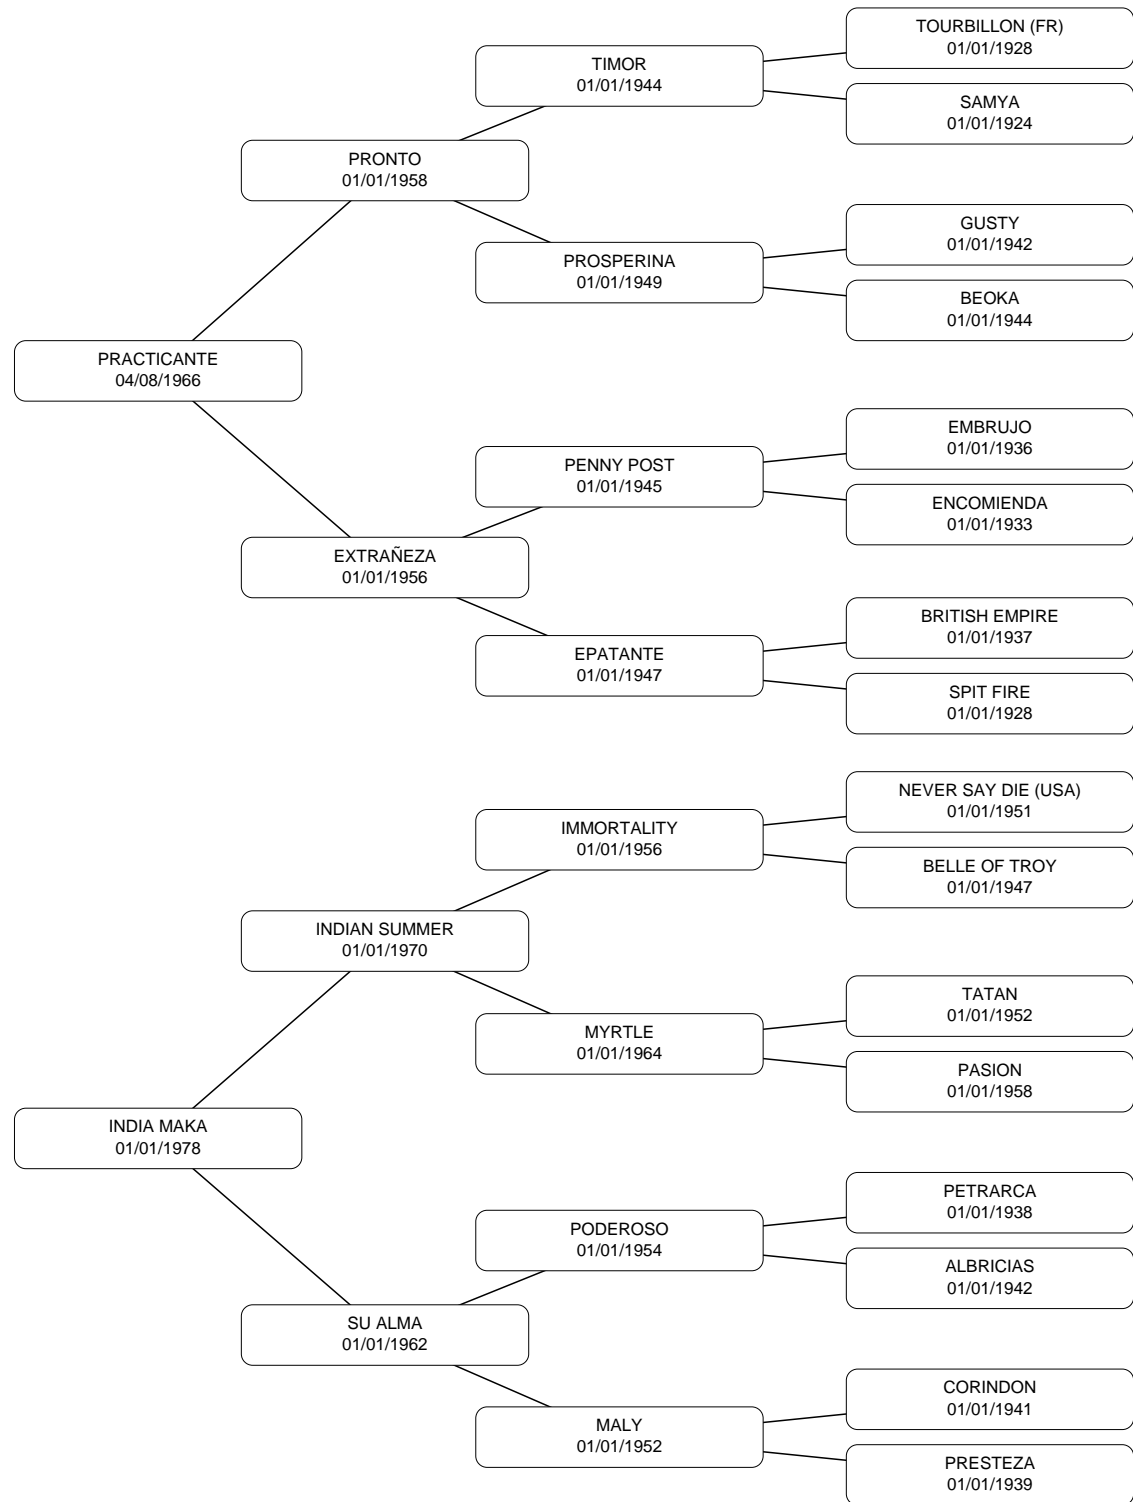 TOURBILLON (FR)
01/01/1928
TIMOR
01/01/1944
SAMYA
01/01/1924
PRONTO
01/01/1958
GUSTY
01/01/1942
PROSPERINA
01/01/1949
BEOKA
01/01/1944
PRACTICANTE
04/08/1966
EMBRUJO
01/01/1936
PENNY POST
01/01/1945
ENCOMIENDA
01/01/1933
EXTRAÑEZA
01/01/1956
BRITISH EMPIRE
01/01/1937
EPATANTE
01/01/1947
SPIT FIRE
01/01/1928
NEVER SAY DIE (USA)
01/01/1951
IMMORTALITY
01/01/1956
BELLE OF TROY
01/01/1947
INDIAN SUMMER
01/01/1970
TATAN
01/01/1952
MYRTLE
01/01/1964
PASION
01/01/1958
INDIA MAKA
01/01/1978
PETRARCA
01/01/1938
PODEROSO
01/01/1954
ALBRICIAS
01/01/1942
SU ALMA
01/01/1962
CORINDON
01/01/1941
MALY
01/01/1952
PRESTEZA
01/01/1939